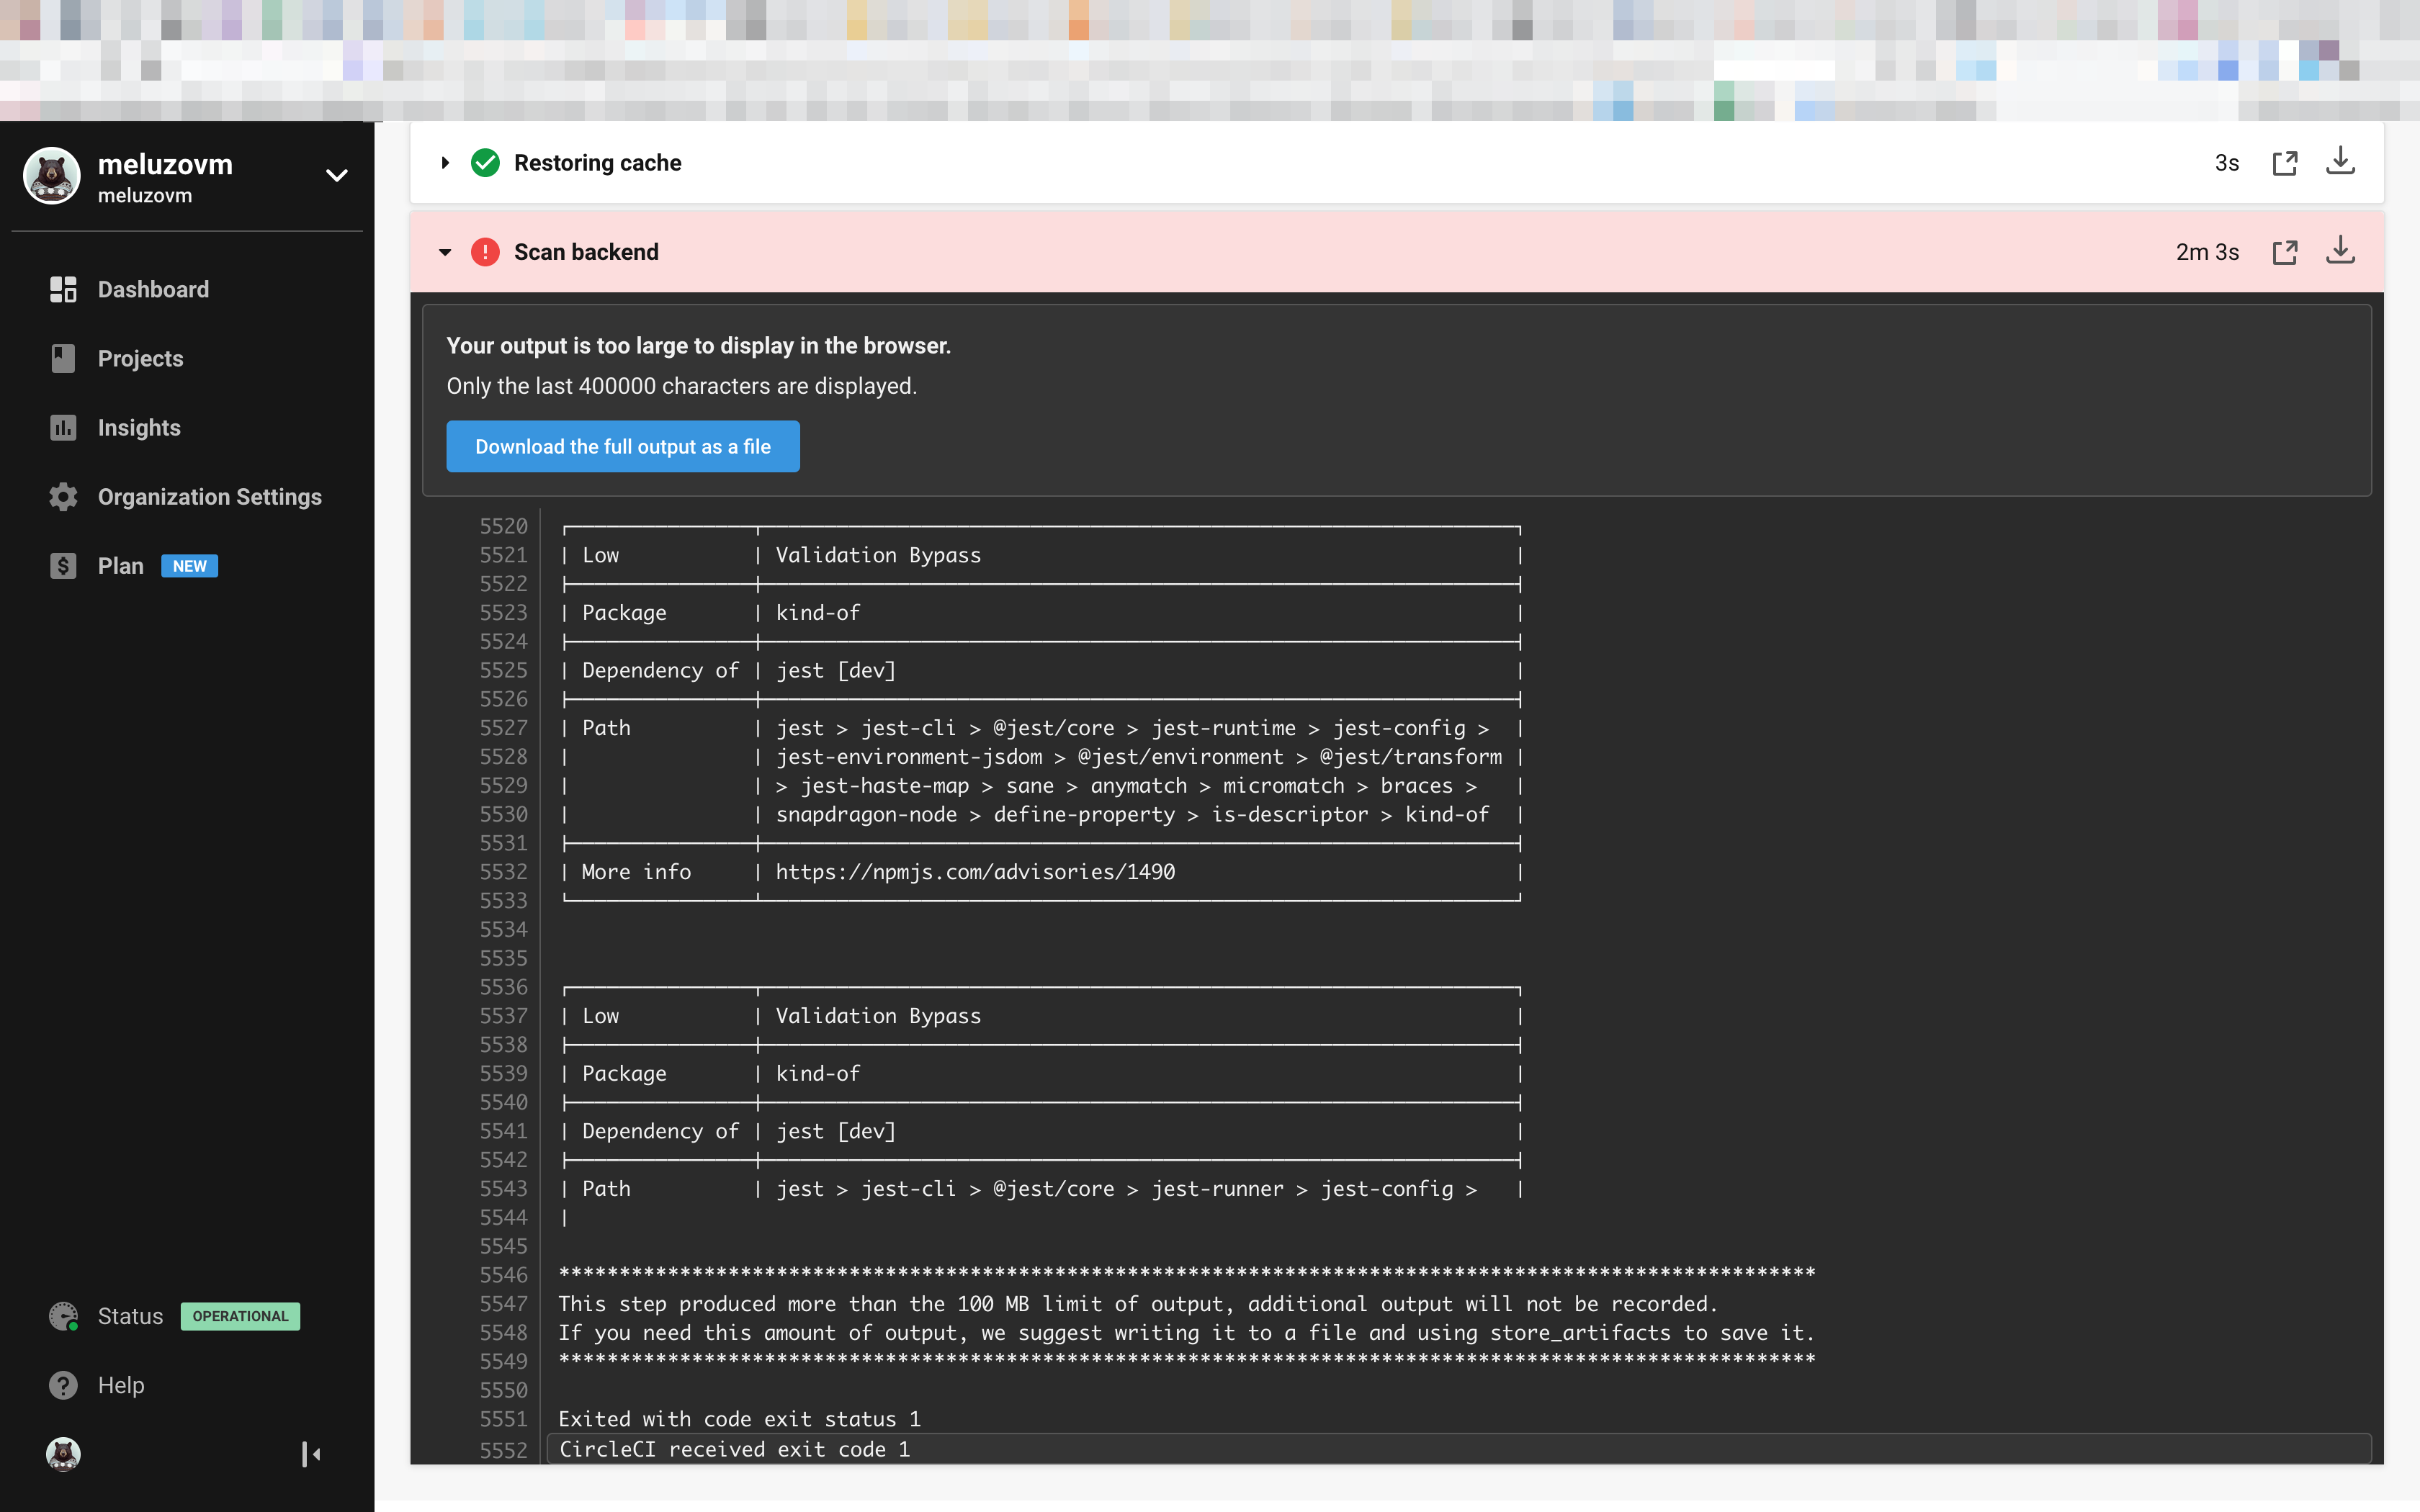 meluzovm
meluzovm
Dashboard
Projects
Insights
Organization Settings
Plan NEW
Status OPERATIONAL
Help
Restoring cache 3s
Scan backend 2m 3s
Your output is too large to display in the browser.
Only the last 400000 characters are displayed.
Download the full output as a file
5520
5521 | Low | Validation Bypass |
5522
5523 | Package | kind-of |
5524
5525 | Dependency of | jest [dev] |
5526
5527 | Path | jest > jest-cli > @jest/core > jest-runtime > jest-config > |
5528 | | jest-environment-jsdom > @jest/environment > @jest/transform |
5529 | | > jest-haste-map > sane > anymatch > micromatch > braces > |
5530 | | snapdragon-node > define-property > is-descriptor > kind-of |
5531
5532 | More info | https://npmjs.com/advisories/1490 |
5533
5534
5535
5536
5537 | Low | Validation Bypass |
5538
5539 | Package | kind-of |
5540
5541 | Dependency of | jest [dev] |
5542
5543 | Path | jest > jest-cli > @jest/core > jest-runner > jest-config > |
5544 |
5545
5546 ********************************************************************************************************
5547 This step produced more than the 100 MB limit of output, additional output will not be recorded.
5548 If you need this amount of output, we suggest writing it to a file and using store_artifacts to save it.
5549 ********************************************************************************************************
5550
5551 Exited with code exit status 1
5552 CircleCI received exit code 1